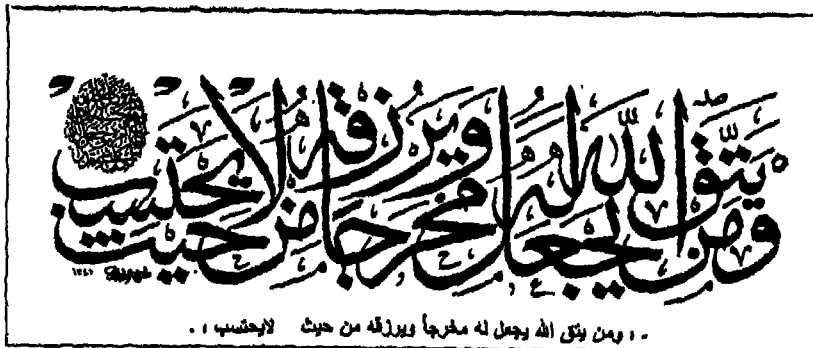 ومن يتق الله يجعل له مخرجا ويرزقه من حيث لا يحتسب
١٣٤١
.، ومن يتق الله يجعل له مخرجاً ويرزقه من حيث لايحتسب ،.